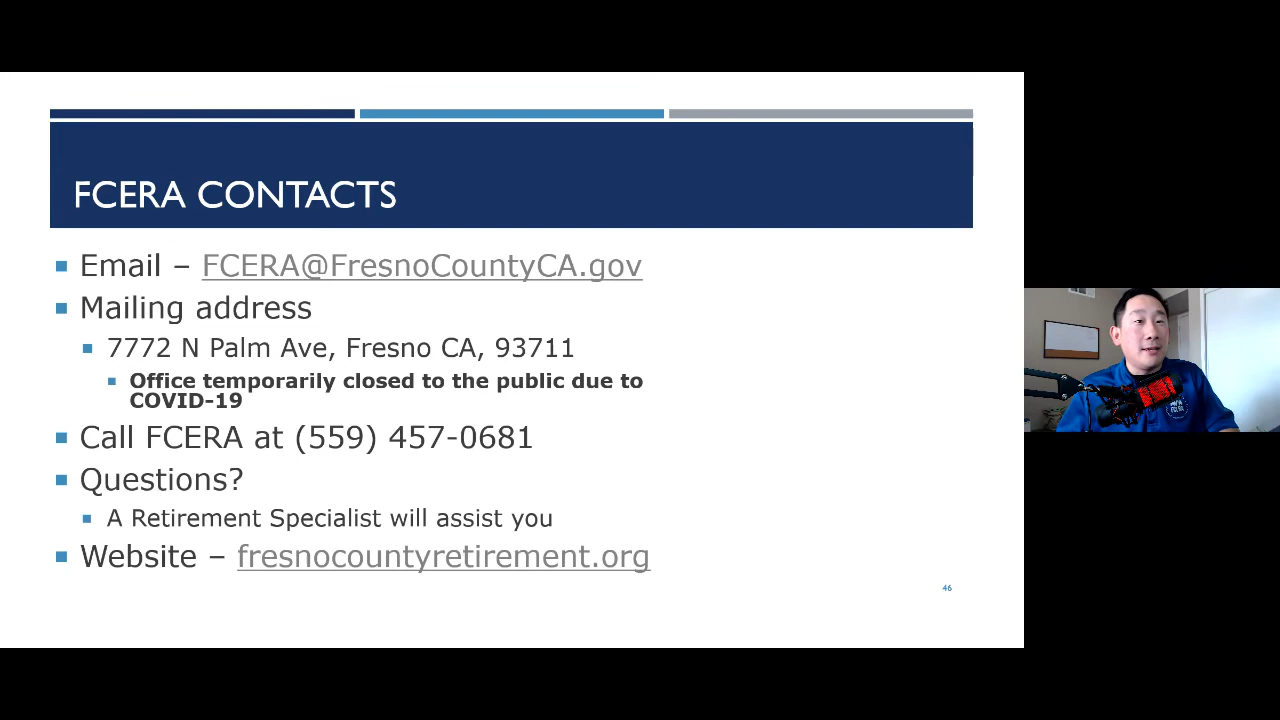 FCERA CONTACTS
Email – FCERA@FresnoCountyCA.gov
Mailing address
7772 N Palm Ave, Fresno CA, 93711
Office temporarily closed to the public due to
COVID-19
Call FCERA at (559) 457-0681
Questions?
A Retirement Specialist will assist you
Website – fresnocountyretirement.org
46